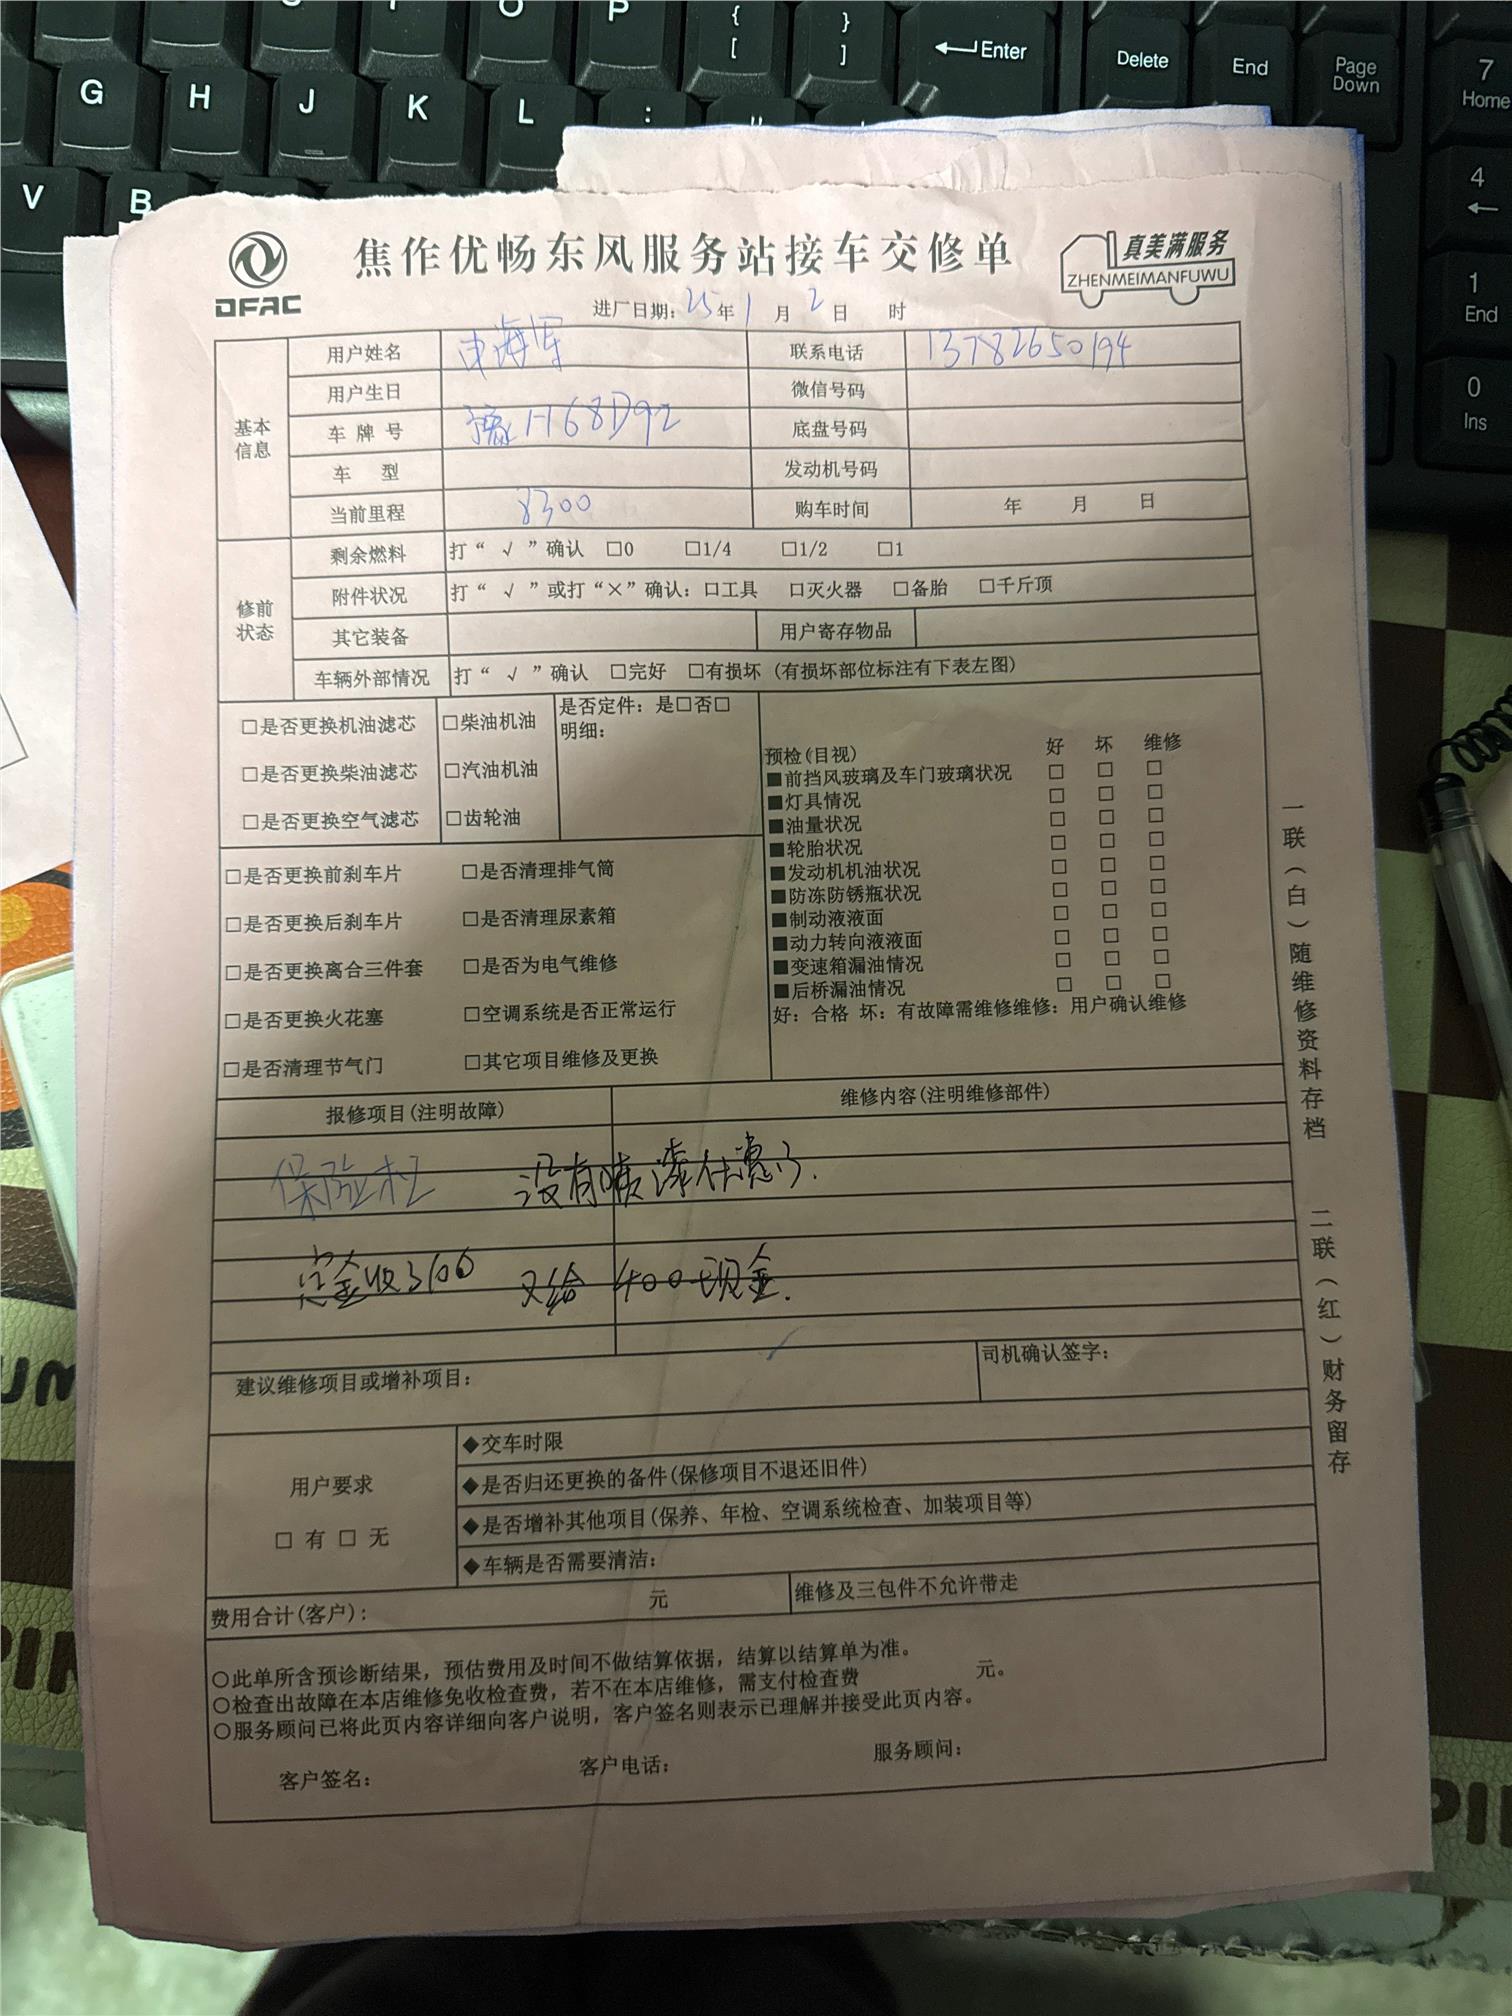 O
P
{
[
}
]
Enter
Delete
End
Page
Down
7
Home
G
H
J
K
L
:
4
V
B
1
End
0
Ins
DFAC
焦作优畅东风服务站接车交修单
真美满服务
ZHENMEIMANFUWU
进厂日期：25年1月2日 时
基本信息
用户姓名 申海军 联系电话 13782650194
用户生日 微信号码
车牌号 豫H68D92 底盘号码
车 型 发动机号码
当前里程 8300 购车时间 年 月 日
修前状态
剩余燃料 打“√”确认 □0 □1/4 □1/2 □1
附件状况 打“√”或打“×”确认：□工具 □灭火器 □备胎 □千斤顶
其它装备 用户寄存物品
车辆外部情况 打“√”确认 □完好 □有损坏（有损坏部位标注有下表左图）
□是否更换机油滤芯 □柴油机油
□是否更换柴油滤芯 □汽油机油
□是否更换空气滤芯 □齿轮油
是否定件：是□否□
明细：
□是否更换前刹车片 □是否清理排气筒
□是否更换后刹车片 □是否清理尿素箱
□是否更换离合三件套 □是否为电气维修
□是否更换火花塞 □空调系统是否正常运行
□是否清理节气门 □其它项目维修及更换
预检(目视) 好 坏 维修
■前挡风玻璃及车门玻璃状况 □ □ □
■灯具情况 □ □ □
■油量状况 □ □ □
■轮胎状况 □ □ □
■发动机机油状况 □ □ □
■防冻防锈瓶状况 □ □ □
■制动液液面 □ □ □
■动力转向液液面 □ □ □
■变速箱漏油情况 □ □ □
■后桥漏油情况 □ □ □
好：合格 坏：有故障需维修维修：用户确认维修
报修项目(注明故障) 维修内容(注明维修部件)
保险杠 没有喷漆优惠了.
定金收3100 又给400现金.
建议维修项目或增补项目：
司机确认签字：
用户要求
□ 有 □ 无
◆交车时限
◆是否归还更换的备件(保修项目不退还旧件)
◆是否增补其他项目(保养、年检、空调系统检查、加装项目等)
◆车辆是否需要清洁：
费用合计(客户)： 元 维修及三包件不允许带走
○此单所含预诊断结果，预估费用及时间不做结算依据，结算以结算单为准。
○检查出故障在本店维修免收检查费，若不在本店维修，需支付检查费 元。
○服务顾问已将此页内容详细向客户说明，客户签名则表示已理解并接受此页内容。
客户签名： 客户电话： 服务顾问：
一联（白）随维修资料存档 二联（红）财务留存